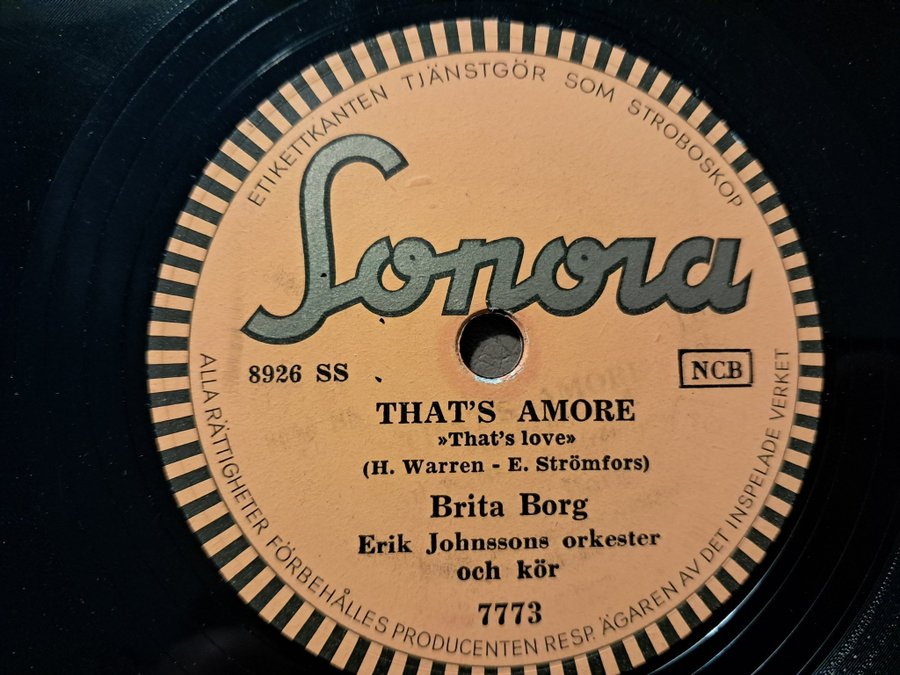 ETIKETTKANTEN TJÄNSTGÖR SOM STROBOSKOP
Sonora
8926 SS
NCB
THAT'S AMORE
»That's love»
(H. Warren - E. Strömfors)
Brita Borg
Erik Johnssons orkester
och kör
7773
ALLA RÄTTIGHETER FÖRBEHÅLLES PRODUCENTEN RESP. ÄGAREN AV DET INSPELADE VERKET